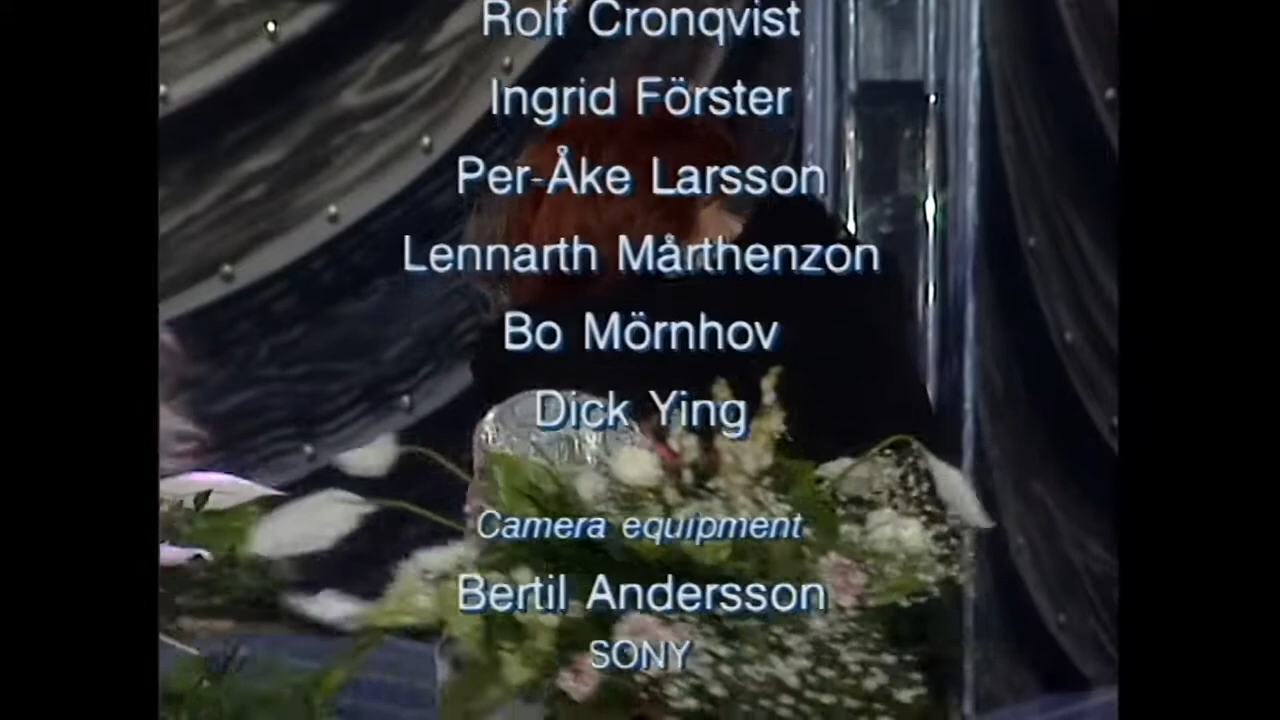 Rolf Cronqvist
Ingrid Förster
Per-Åke Larsson
Lennarth Mårthenzon
Bo Mörnhov
Dick Ying
Camera equipment
Bertil Andersson
SONY